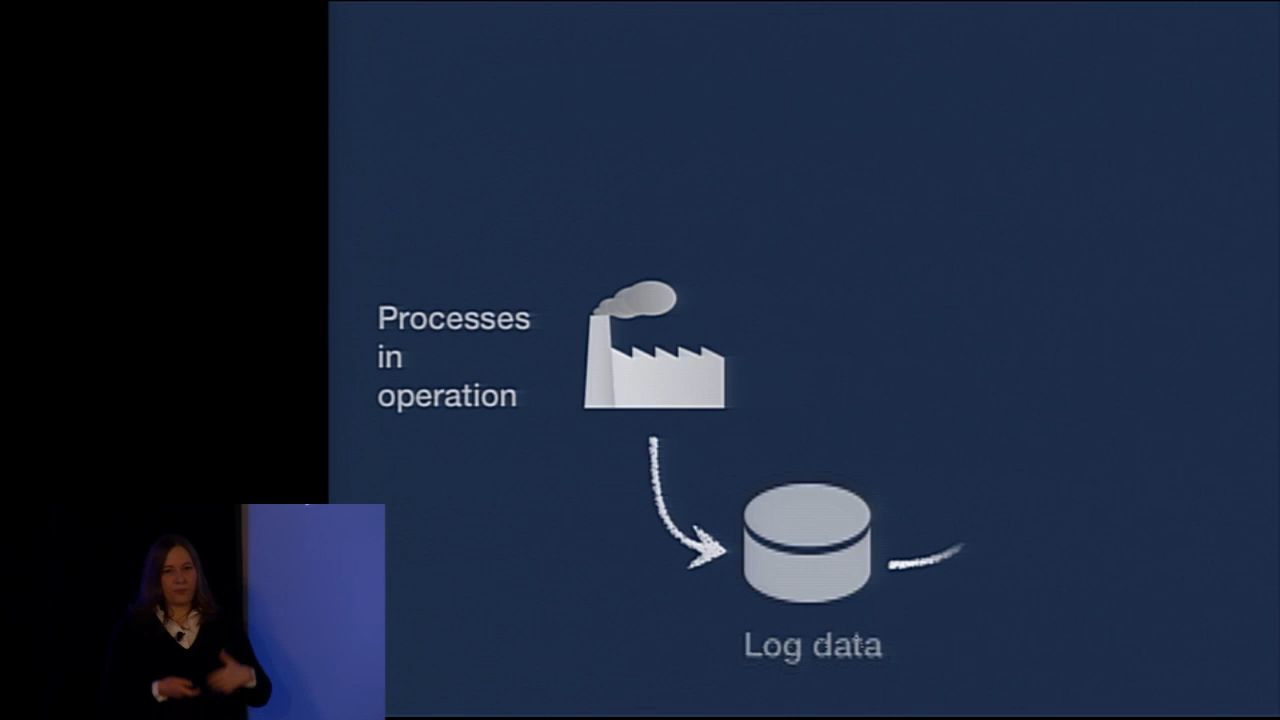 Processes
in
operation
Log data